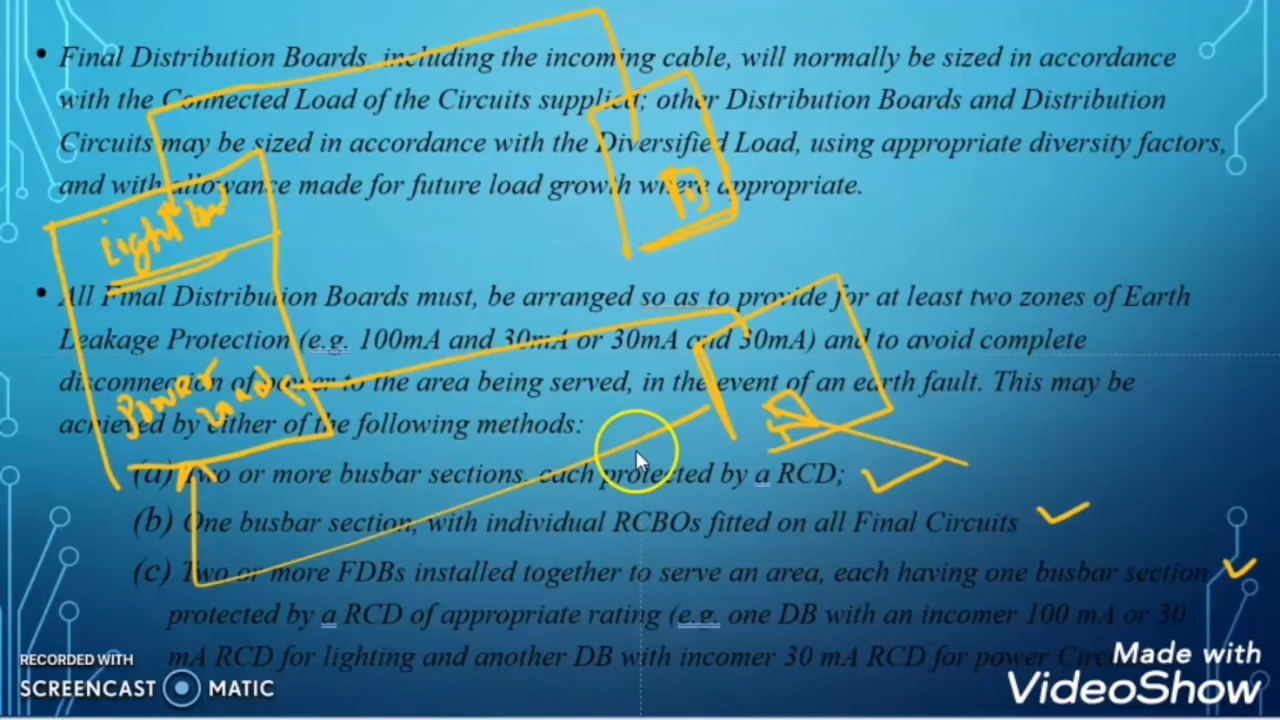 • Final Distribution Boards, including the incoming cable, will normally be sized in accordance
with the Connected Load of the Circuits supplied; other Distribution Boards and Distribution
Circuits may be sized in accordance with the Diversified Load, using appropriate diversity factors,
and with allowance made for future load growth where appropriate.
Light
• All Final Distribution Boards must, be arranged so as to provide for at least two zones of Earth
Leakage Protection (e.g. 100mA and 30mA or 30mA and 30mA) and to avoid complete
disconnection of power to the area being served, in the event of an earth fault. This may be
achieved by either of the following methods:
Power
Load
(a) Two or more busbar sections, each protected by a RCD;
(b) One busbar section, with individual RCBOs fitted on all Final Circuits
(c) Two or more FDBs installed together to serve an area, each having one busbar section
protected by a RCD of appropriate rating (e.g. one DB with an incomer 100 mA or 30
mA RCD for lighting and another DB with incomer 30 mA RCD for power
RECORDED WITH
SCREENCAST MATIC
Made with
VideoShow